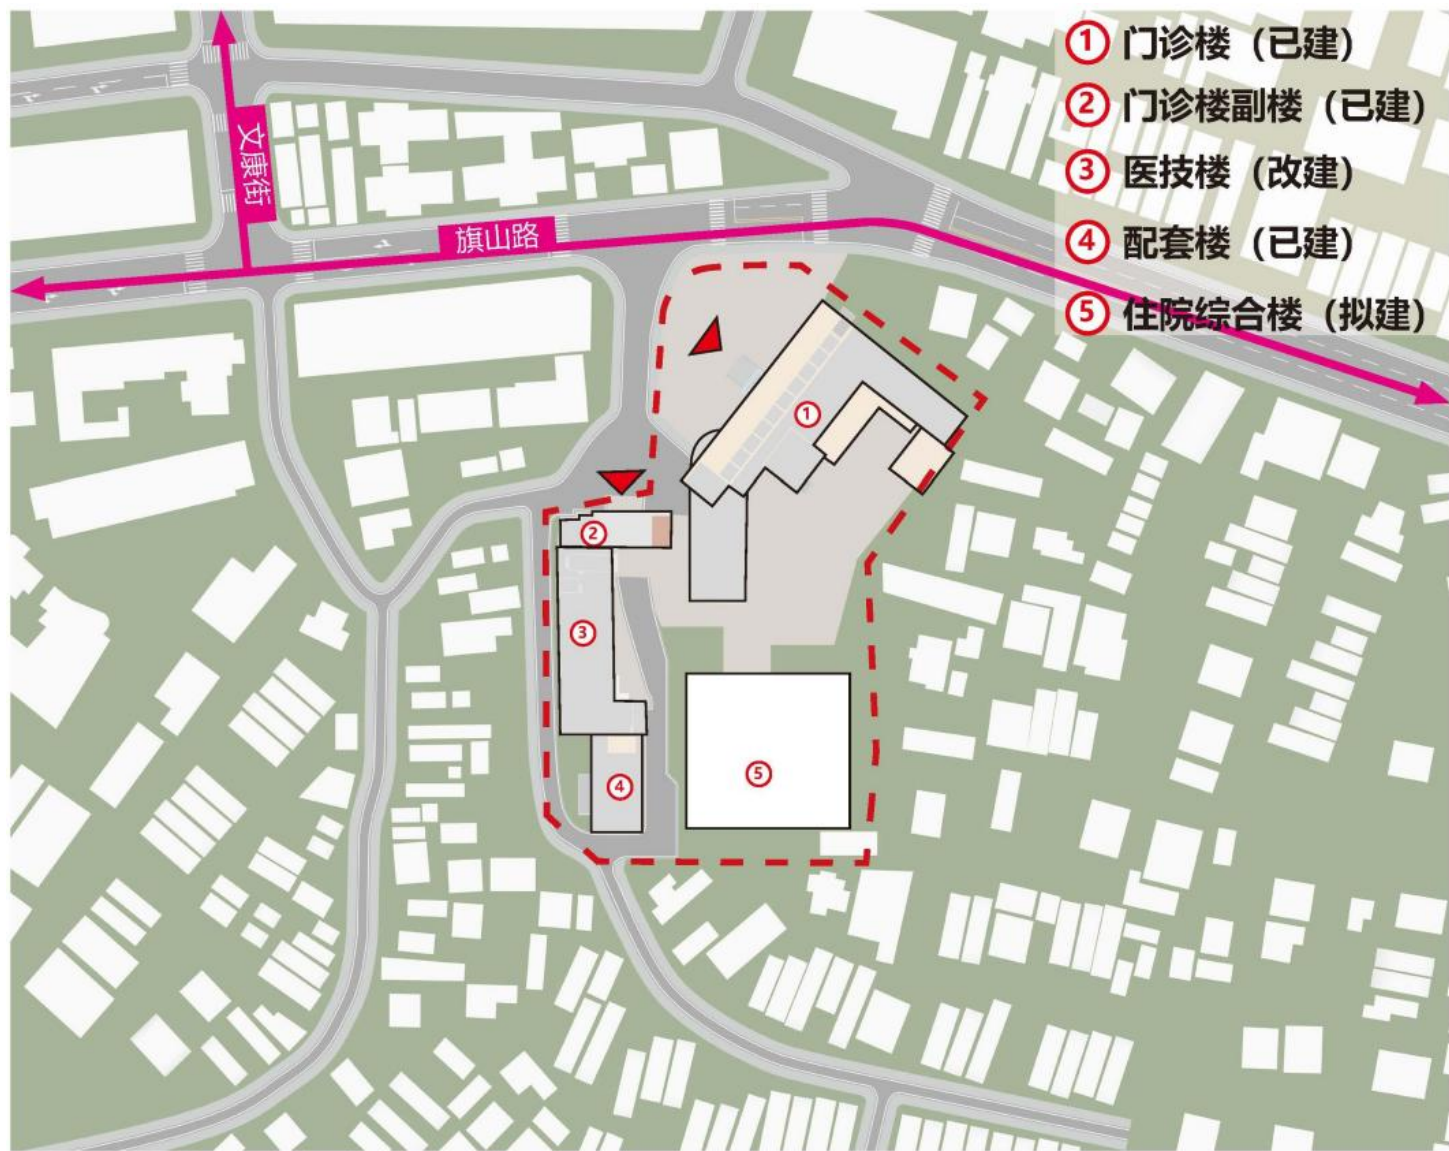 ① 门诊楼（已建）
② 门诊楼副楼（已建）
③ 医技楼（改建）
④ 配套楼（已建）
⑤ 住院综合楼（拟建）
文康街
旗山路
①
②
③
④
⑤